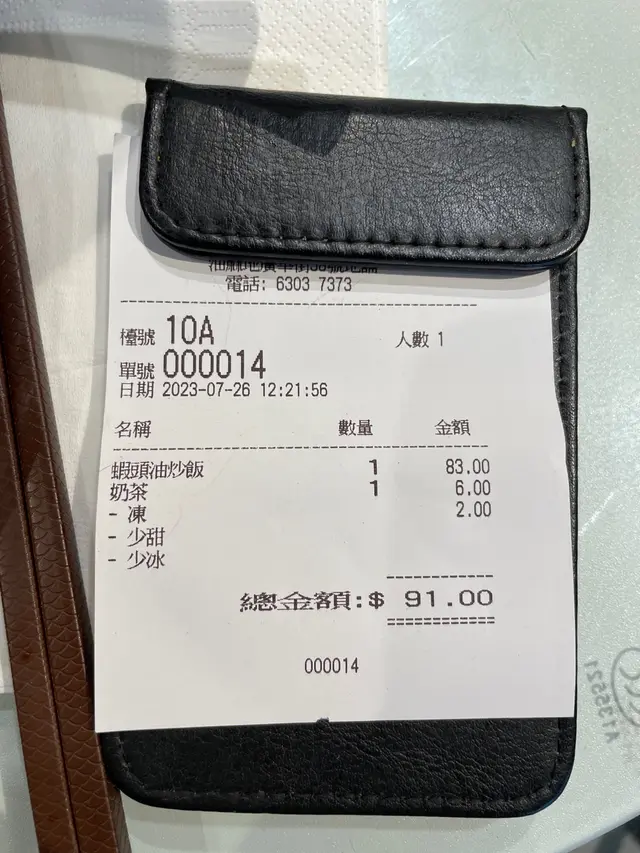 電話: 6303 7373
檯號 10A 人數 1
單號 000014
日期 2023-07-26 12:21:56
名稱 數量 金額
蝦頭油炒飯 1 83.00
奶茶 1 6.00
- 凍 2.00
- 少甜
- 少冰
總金額:$ 91.00
000014
A135521